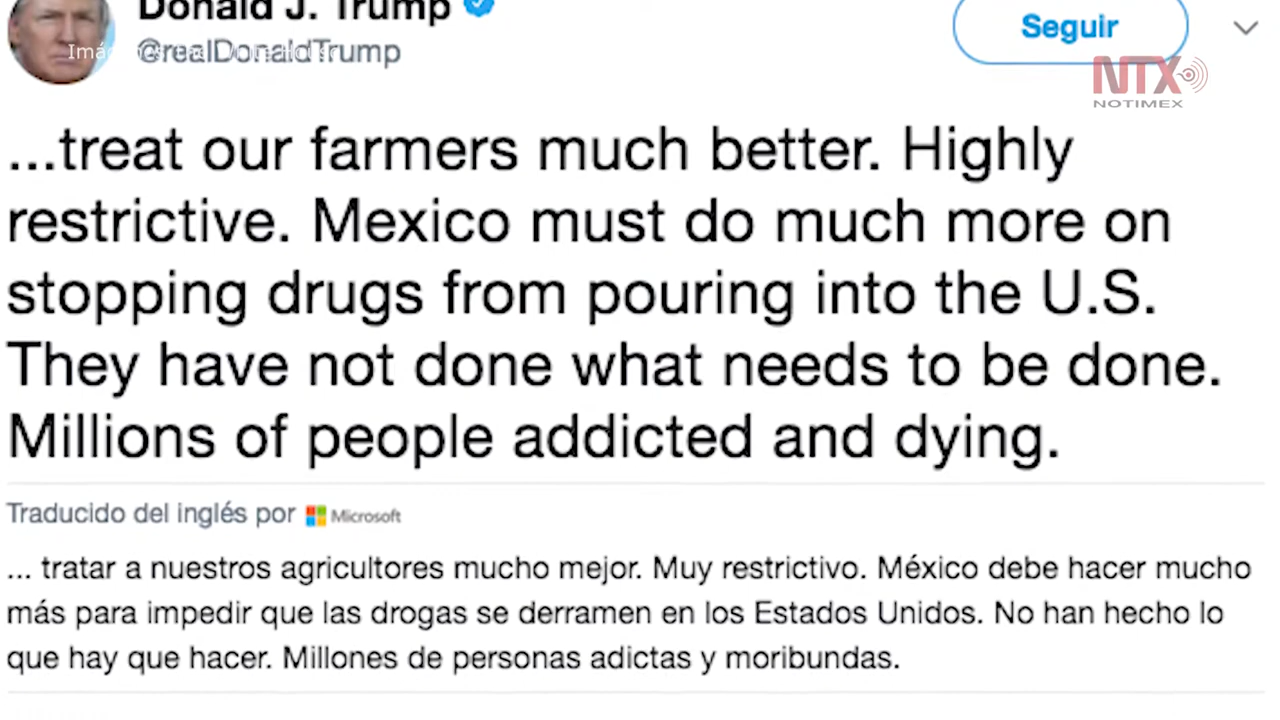 Donald J. Trump
@realDonaldTrump
Seguir
NTX
NOTIMEX
...treat our farmers much better. Highly
restrictive. Mexico must do much more on
stopping drugs from pouring into the U.S.
They have not done what needs to be done.
Millions of people addicted and dying.
Traducido del inglés por Microsoft
... tratar a nuestros agricultores mucho mejor. Muy restrictivo. México debe hacer mucho
más para impedir que las drogas se derramen en los Estados Unidos. No han hecho lo
que hay que hacer. Millones de personas adictas y moribundas.